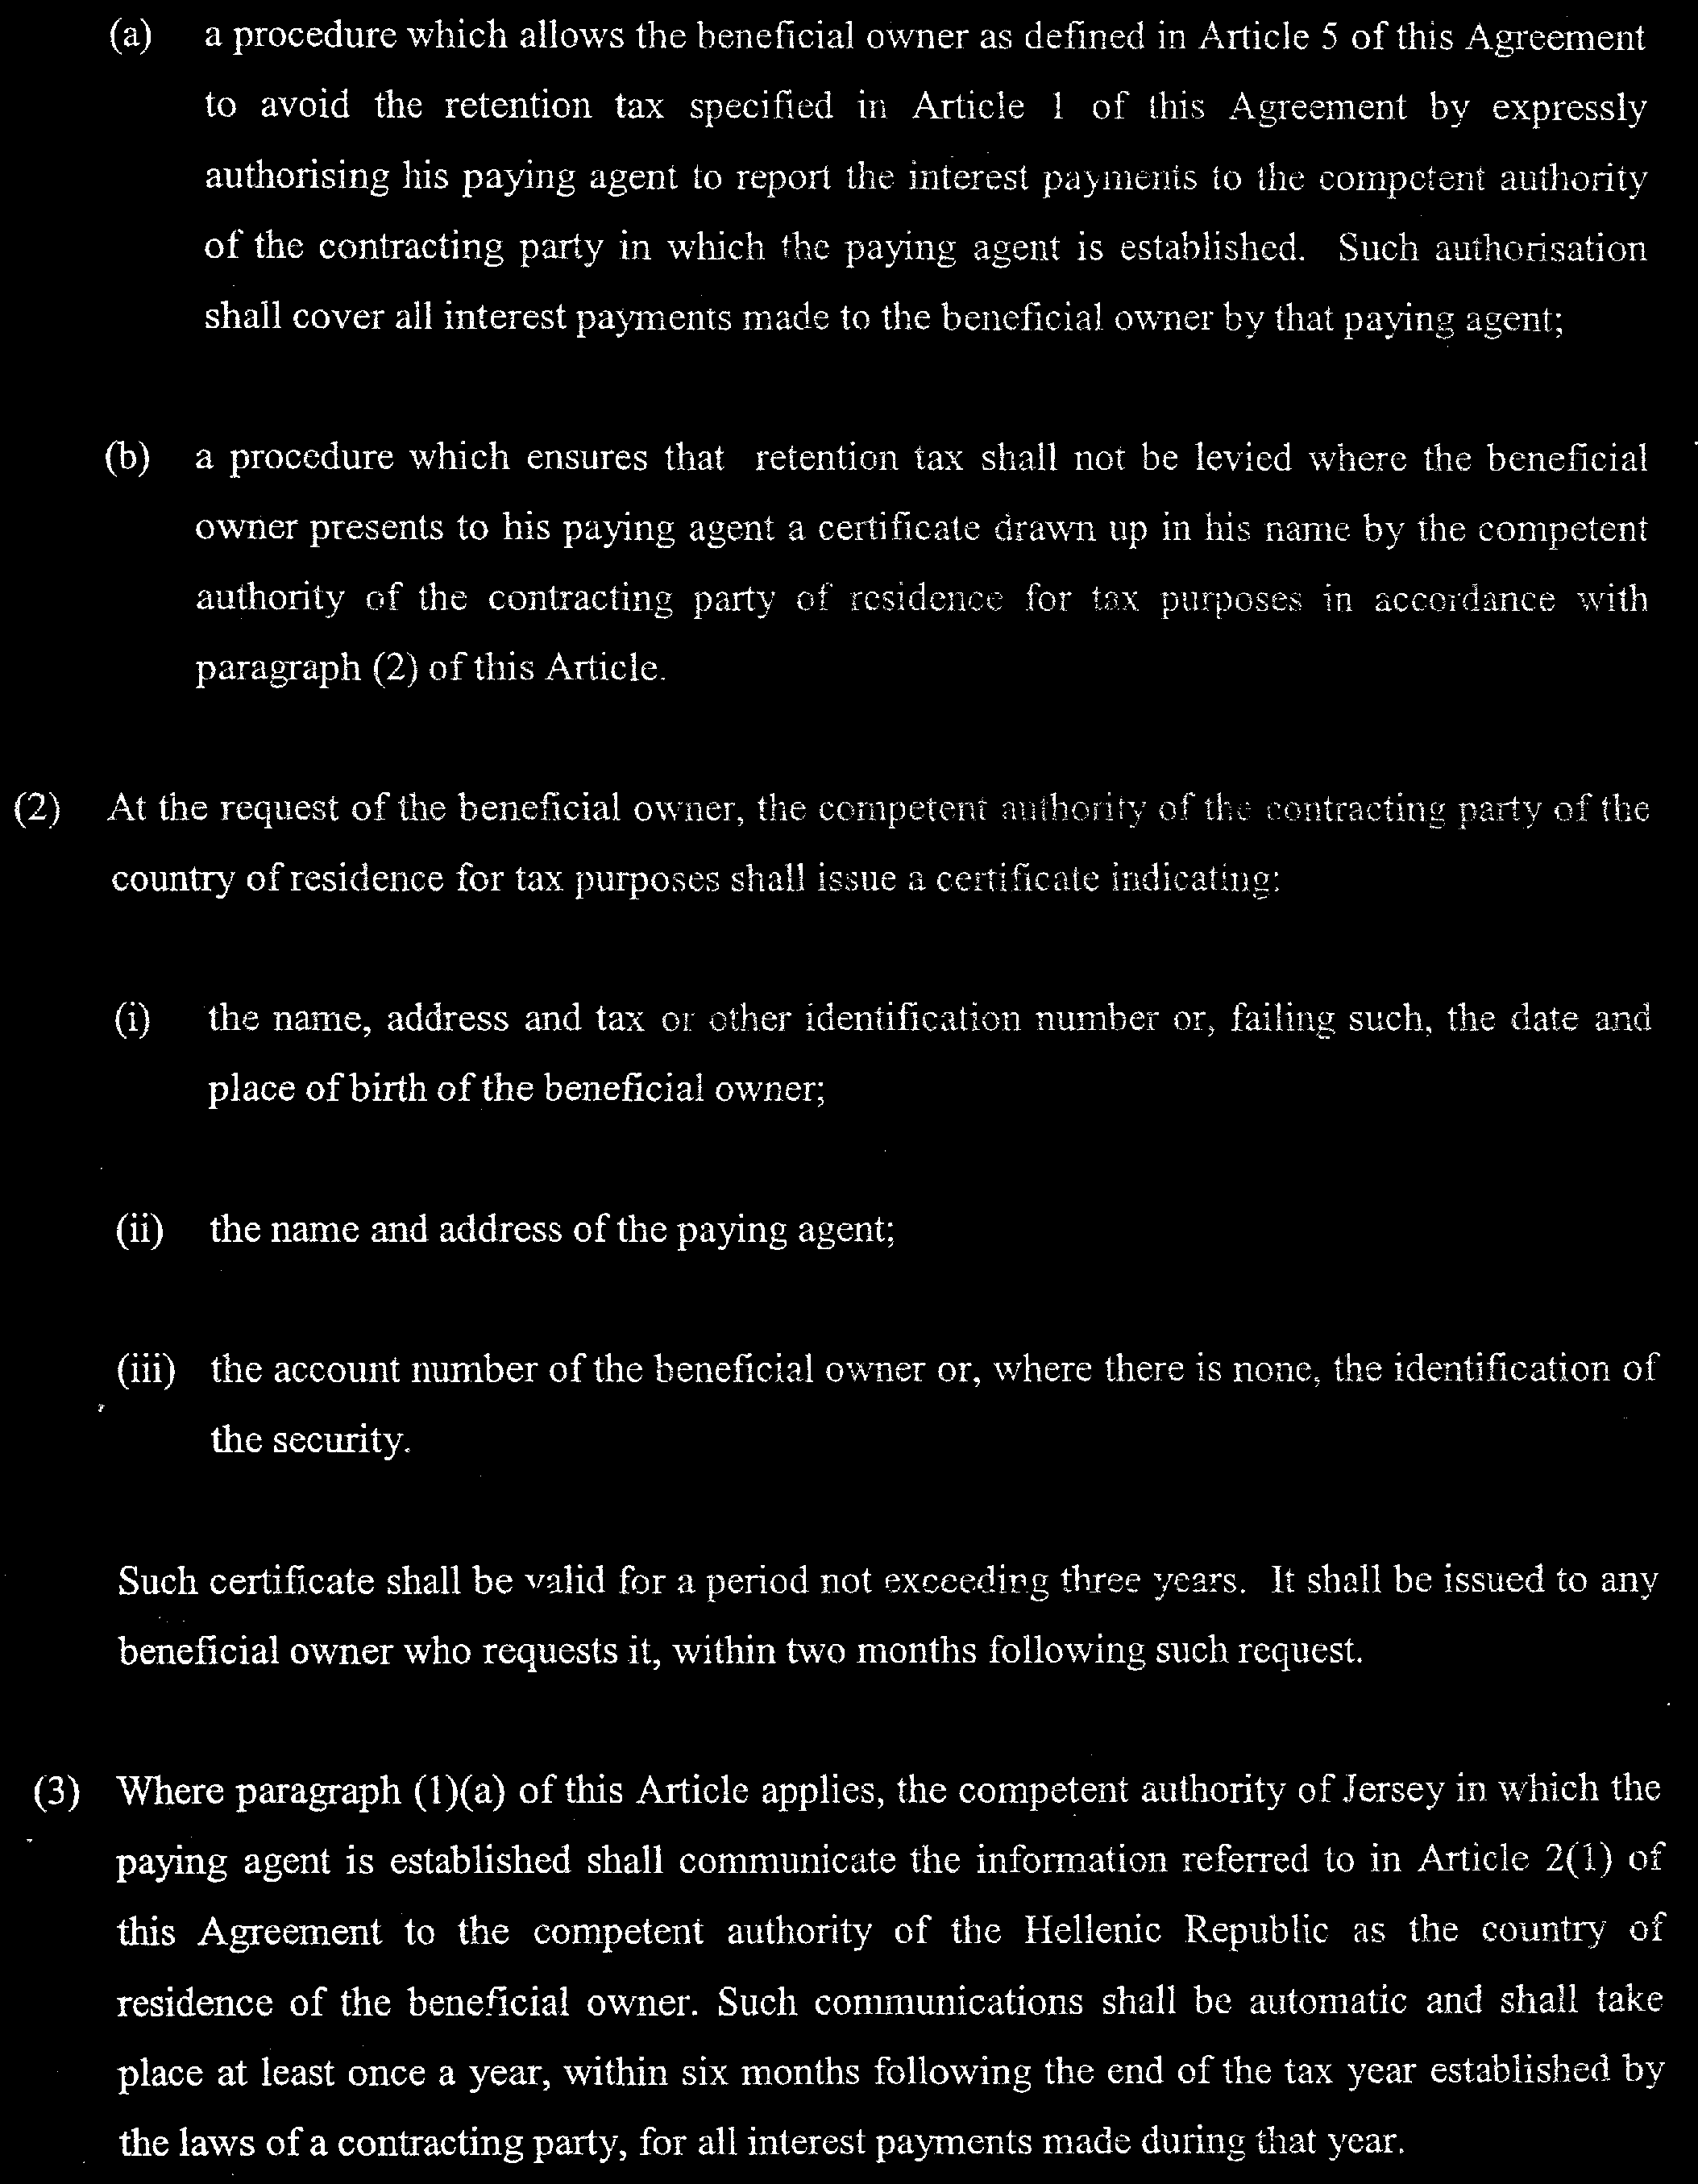 (a) a procedure which allows the beneficial owner as defined in Article 5 of this Agreement
to avoid the retention tax specified in Article 1 of this Agreement by expressly
authorising his paying agent to report the interest payments to the competent authority
of the contracting party in which the paying agent is established. Such authorisation
shall cover all interest payments made to the beneficial owner by that paying agent;
(b) a procedure which ensures that retention tax shall not be levied where the beneficial
owner presents to his paying agent a certificate drawn up in his name by the competent
authority of the contracting party of residence for tax purposes in accordance with
paragraph (2) of this Article.
(2) At the request of the beneficial owner, the competent authority of the contracting party of the
country of residence for tax purposes shall issue a certificate indicating:
(i) the name, address and tax or other identification number or, failing such, the date and
place of birth of the beneficial owner;
(ii) the name and address of the paying agent;
(iii) the account number of the beneficial owner or, where there is none, the identification of
the security.
Such certificate shall be valid for a period not exceeding three years. It shall be issued to any
beneficial owner who requests it, within two months following such request.
(3) Where paragraph (1)(a) of this Article applies, the competent authority of Jersey in which the
paying agent is established shall communicate the information referred to in Article 2(1) of
this Agreement to the competent authority of the Hellenic Republic as the country of
residence of the beneficial owner. Such communications shall be automatic and shall take
place at least once a year, within six months following the end of the tax year established by
the laws of a contracting party, for all interest payments made during that year.